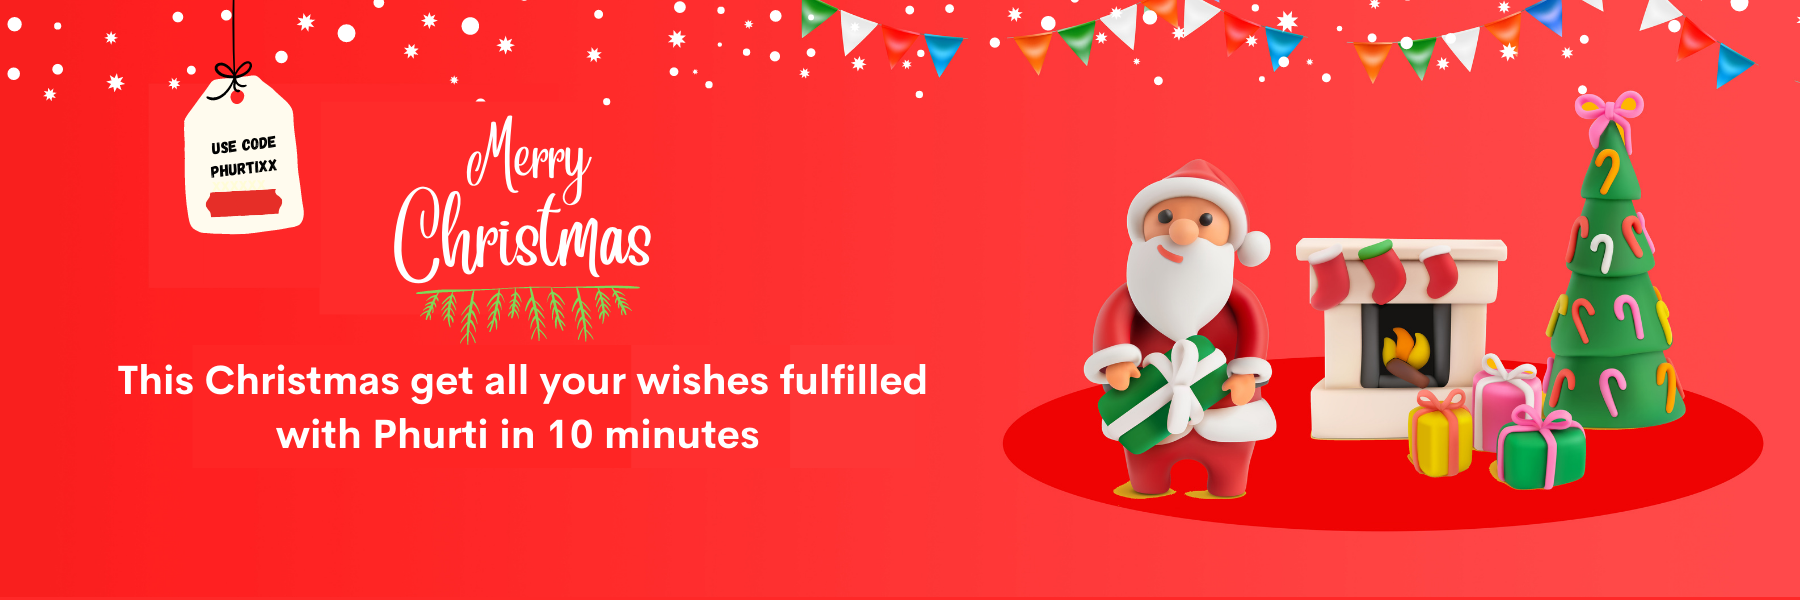 USE CODE
PHURTIXX
Merry
Christmas
This Christmas get all your wishes fulfilled
with Phurti in 10 minutes